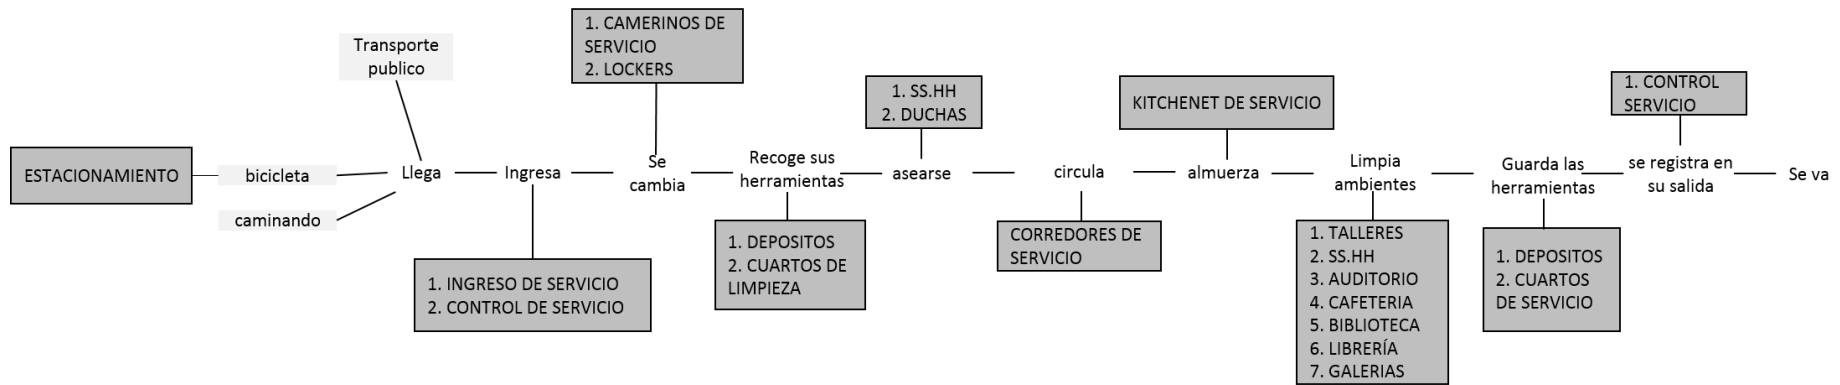 Transporte
publico
ESTACIONAMIENTO
bicicleta
caminando
Llega
Ingresa
1. INGRESO DE SERVICIO
2. CONTROL DE SERVICIO
1. CAMERINOS DE
SERVICIO
2. LOCKERS
Se
cambia
Recoge sus
herramientas
1. DEPOSITOS
2. CUARTOS DE
LIMPIEZA
1. SS.HH
2. DUCHAS
asearse
circula
CORREDORES DE
SERVICIO
KITCHENET DE SERVICIO
almuerza
Limpia
ambientes
1. TALLERES
2. SS.HH
3. AUDITORIO
4. CAFETERIA
5. BIBLIOTECA
6. LIBRERÍA
7. GALERIAS
Guarda las
herramientas
1. DEPOSITOS
2. CUARTOS
DE SERVICIO
1. CONTROL
SERVICIO
se registra en
su salida
Se va